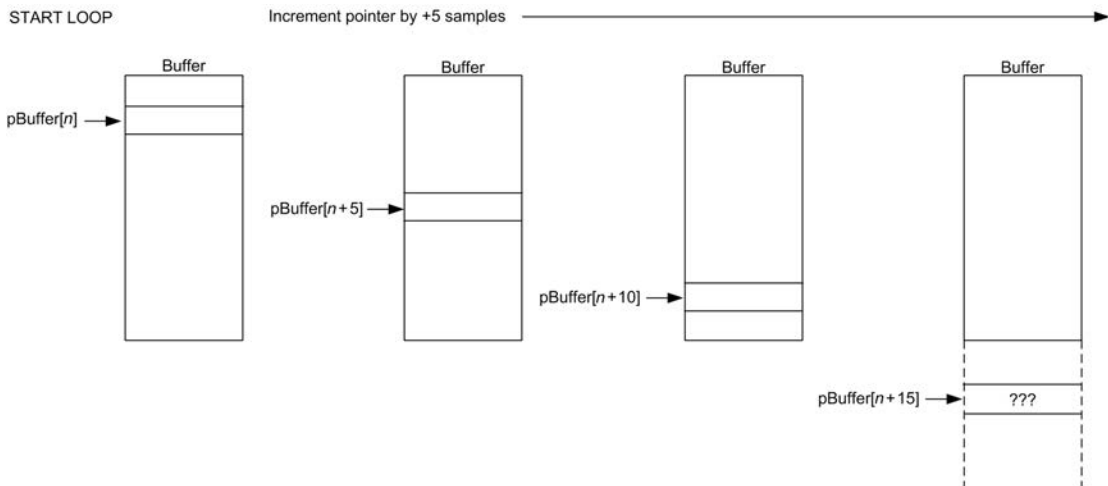 START LOOP
Increment pointer by +5 samples
Buffer
Buffer
Buffer
Buffer
pBuffer[n]
pBuffer[n+5]
pBuffer[n+10]
pBuffer[n+15]
???